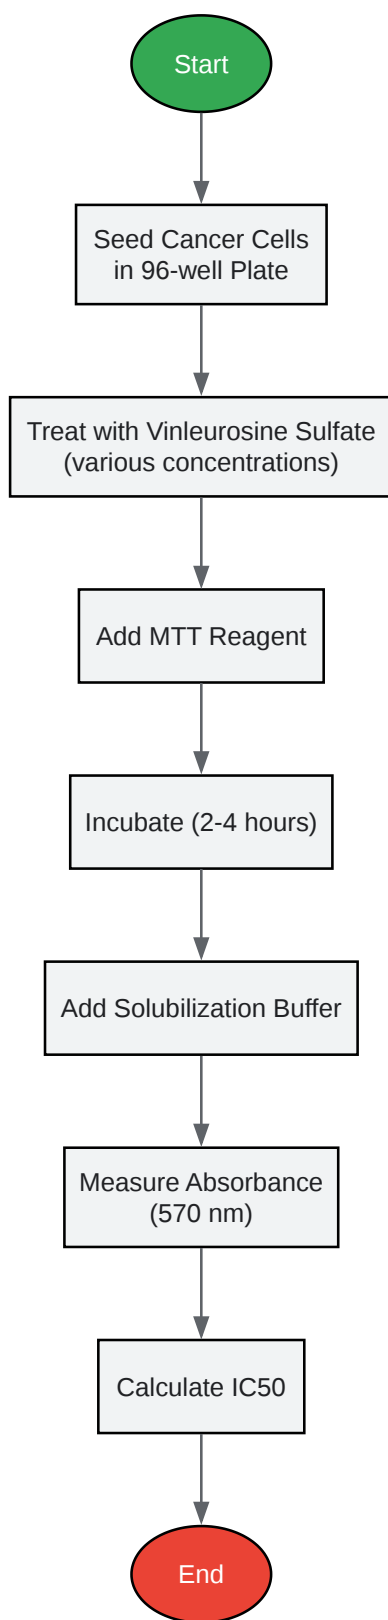 Start
Seed Cancer Cells
in 96-well Plate
Treat with Vinleurosine Sulfate
(various concentrations)
Add MTT Reagent
Incubate (2-4 hours)
Add Solubilization Buffer
Measure Absorbance
(570 nm)
Calculate IC50
End